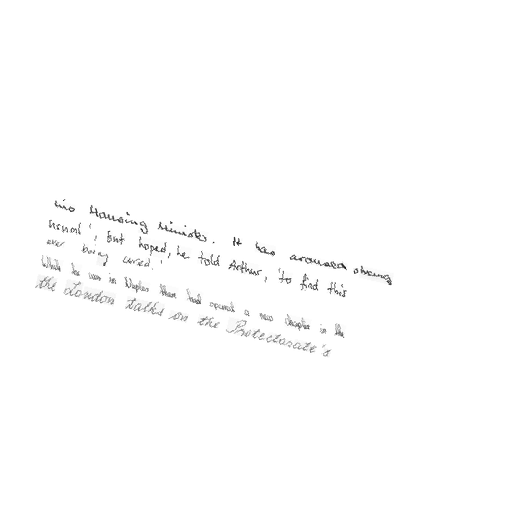 his Housing Minister. It has aroused strong
usual', but hoped, he told Arthur, 'to find this
ever being cured.'
While he was in Naples there had opened a new chapter in the
the London talks on the Protectorate's